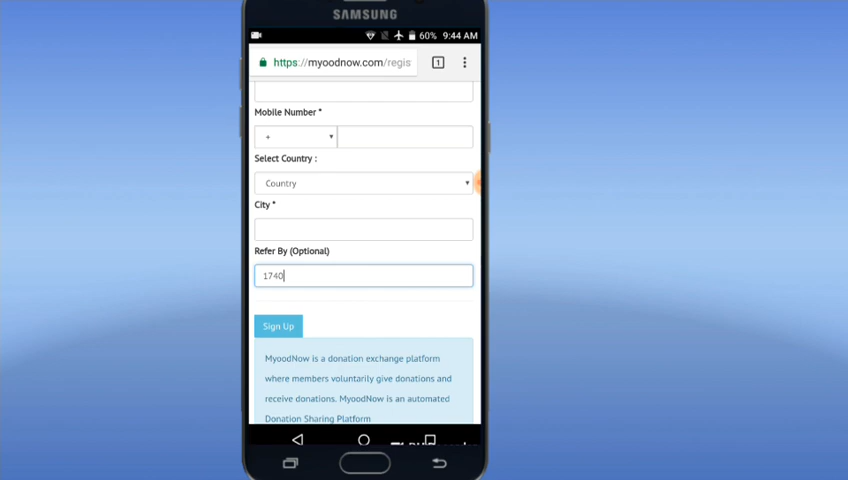 SAMSUNG
60% 9:44 AM
https://myoodnow.com/regis
1
Mobile Number *
+
Select Country :
Country
City *
Refer By (Optional)
1740
Sign Up
MyoodNow is a donation exchange platform
where members voluntarily give donations and
receive donations. MyoodNow is an automated
Donation Sharing Platform